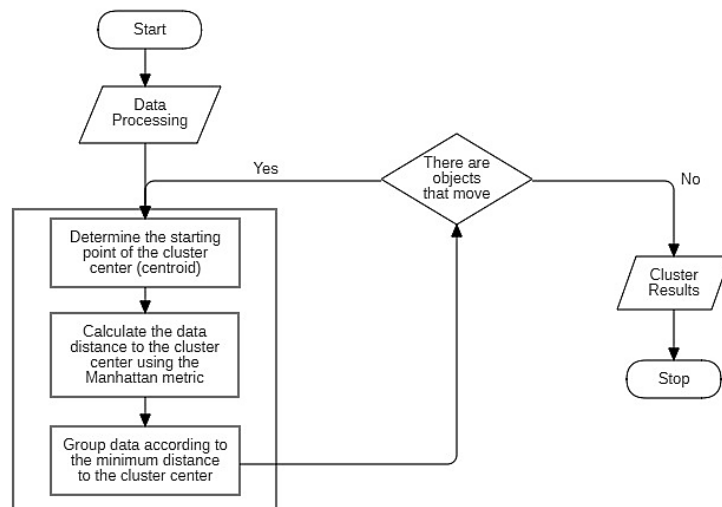 Start
Data
Processing
Yes
There are
objects
that move
No
Determine the starting
point of the cluster
center (centroid)
Cluster
Results
Calculate the data
distance to the cluster
center using the
Manhattan metric
Stop
Group data according to
the minimum distance
to the cluster center